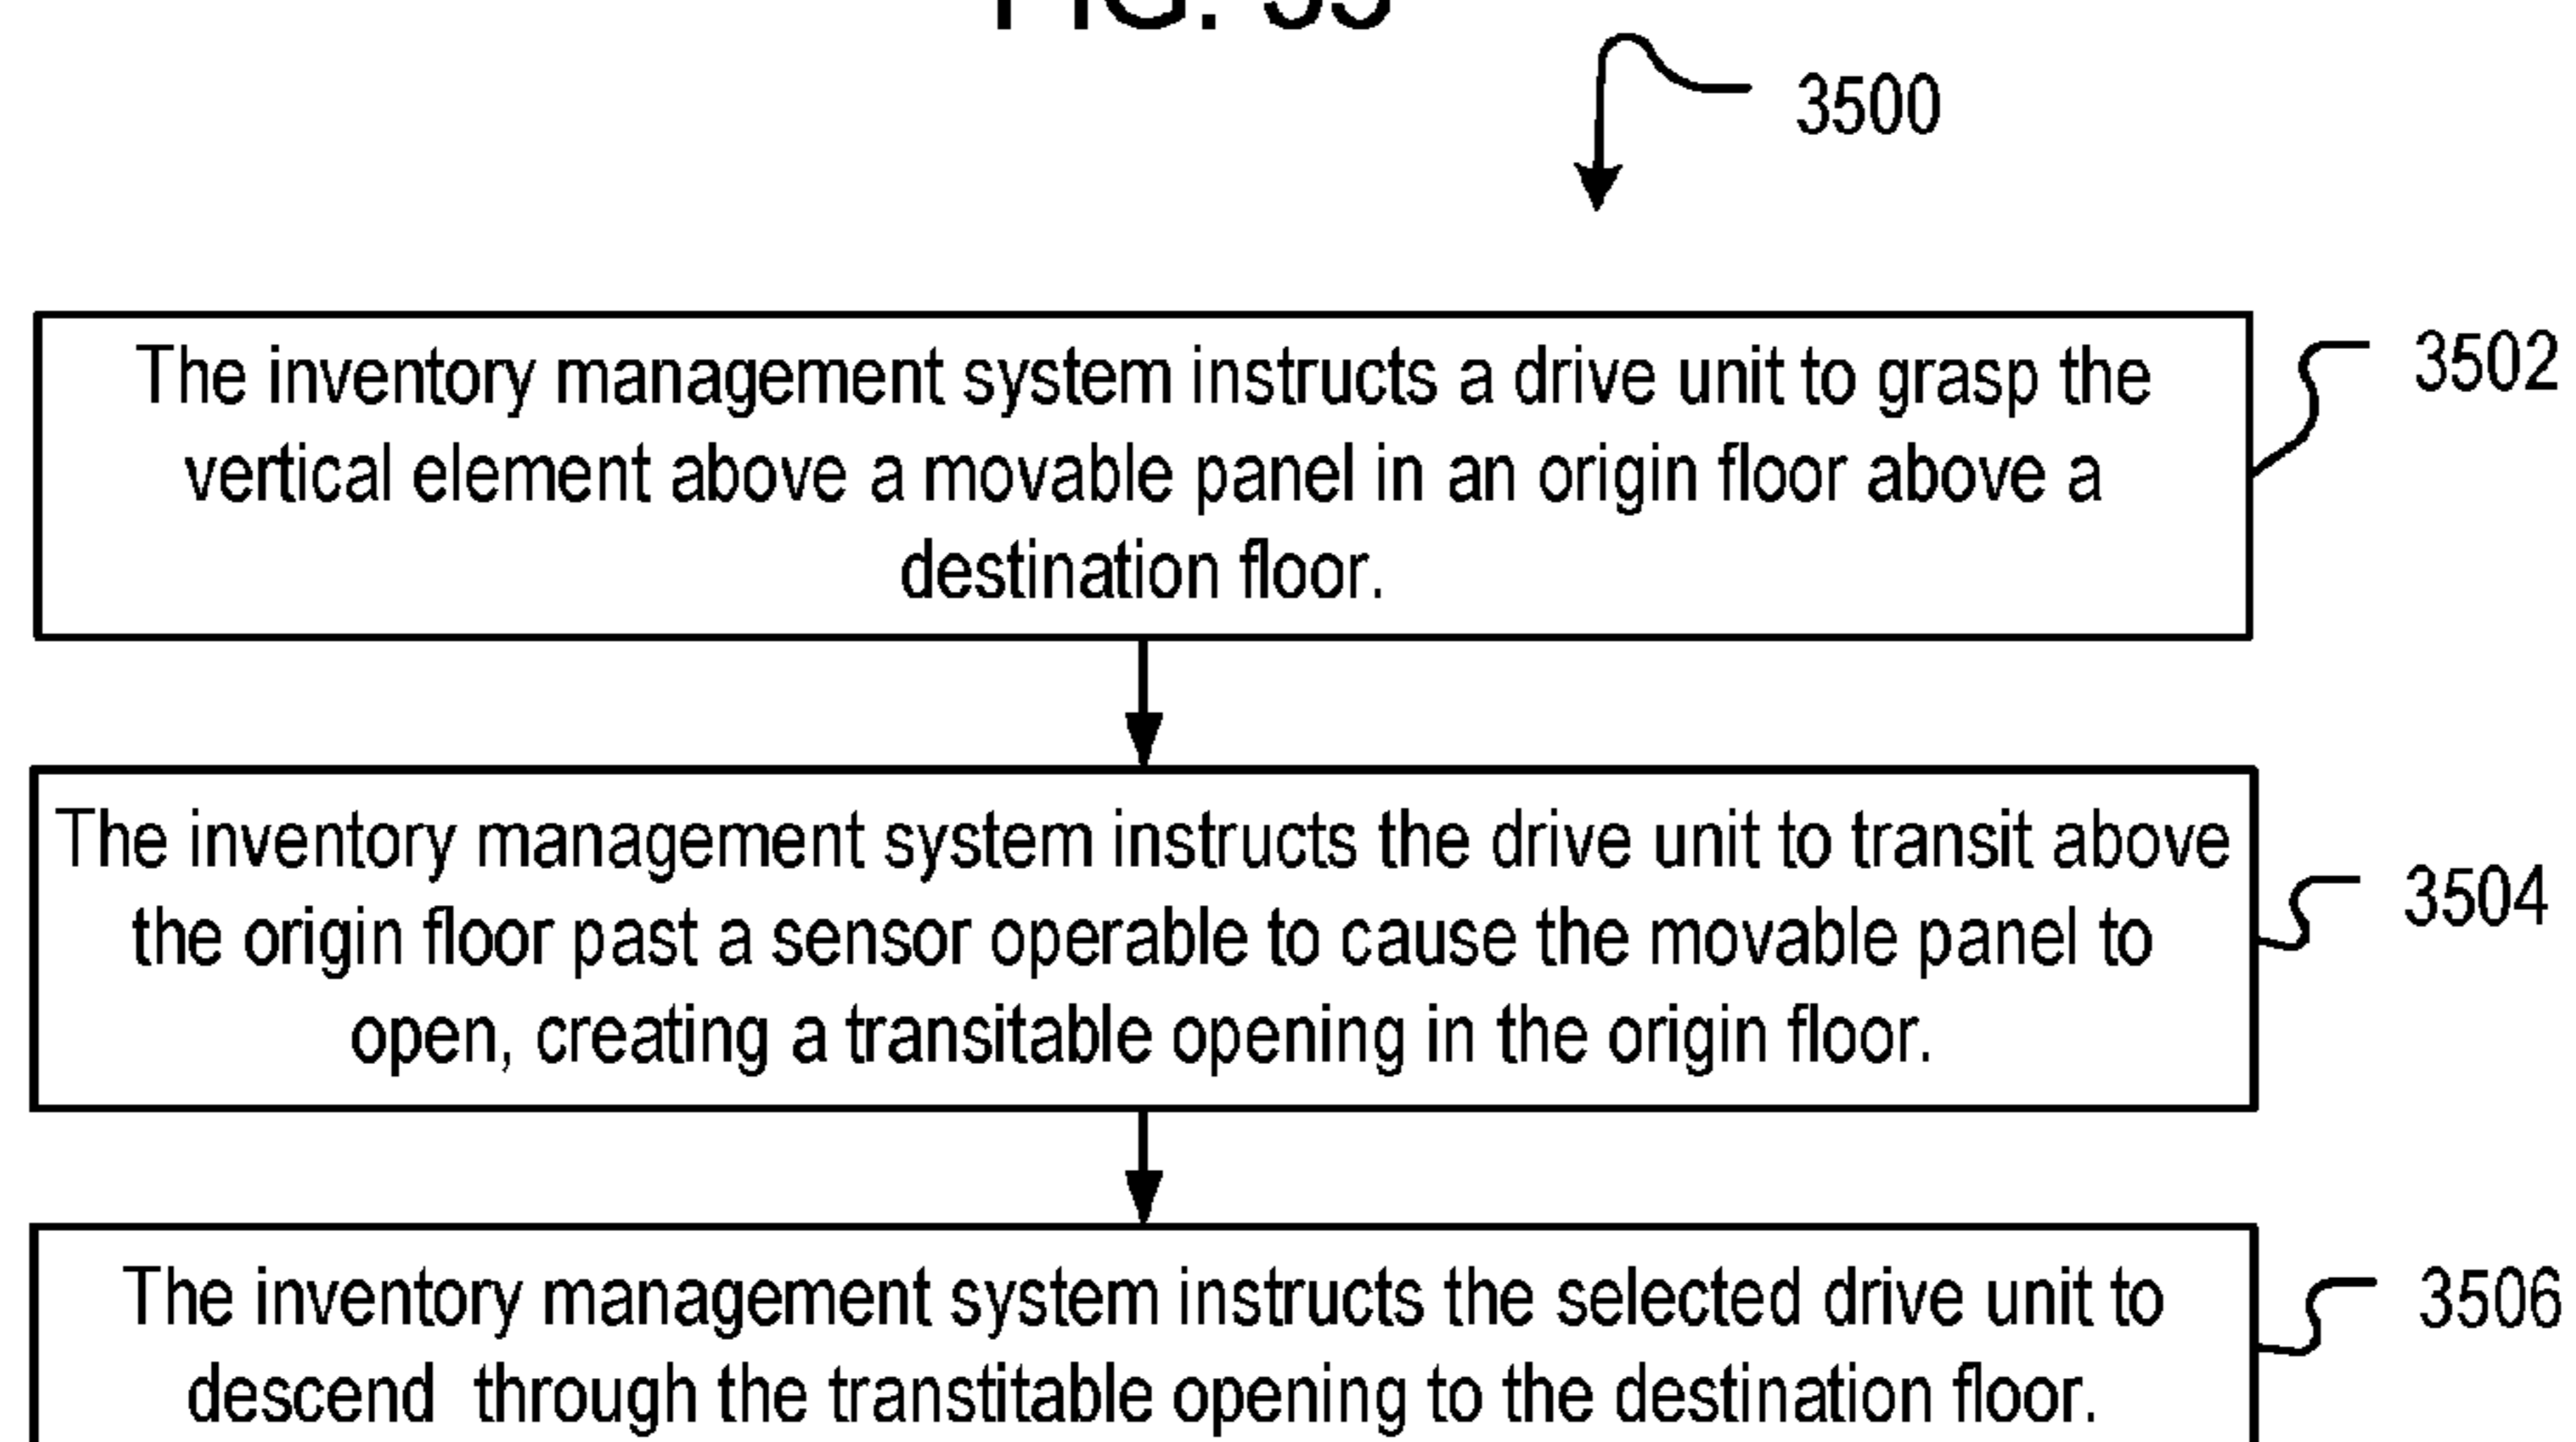 FIG. 35
3500
The inventory management system instructs a drive unit to grasp the
vertical element above a movable panel in an origin floor above a
destination floor.
3502
The inventory management system instructs the drive unit to transit above
the origin floor past a sensor operable to cause the movable panel to
open, creating a transitable opening in the origin floor.
3504
The inventory management system instructs the selected drive unit to
descend through the transtitable opening to the destination floor.
3506